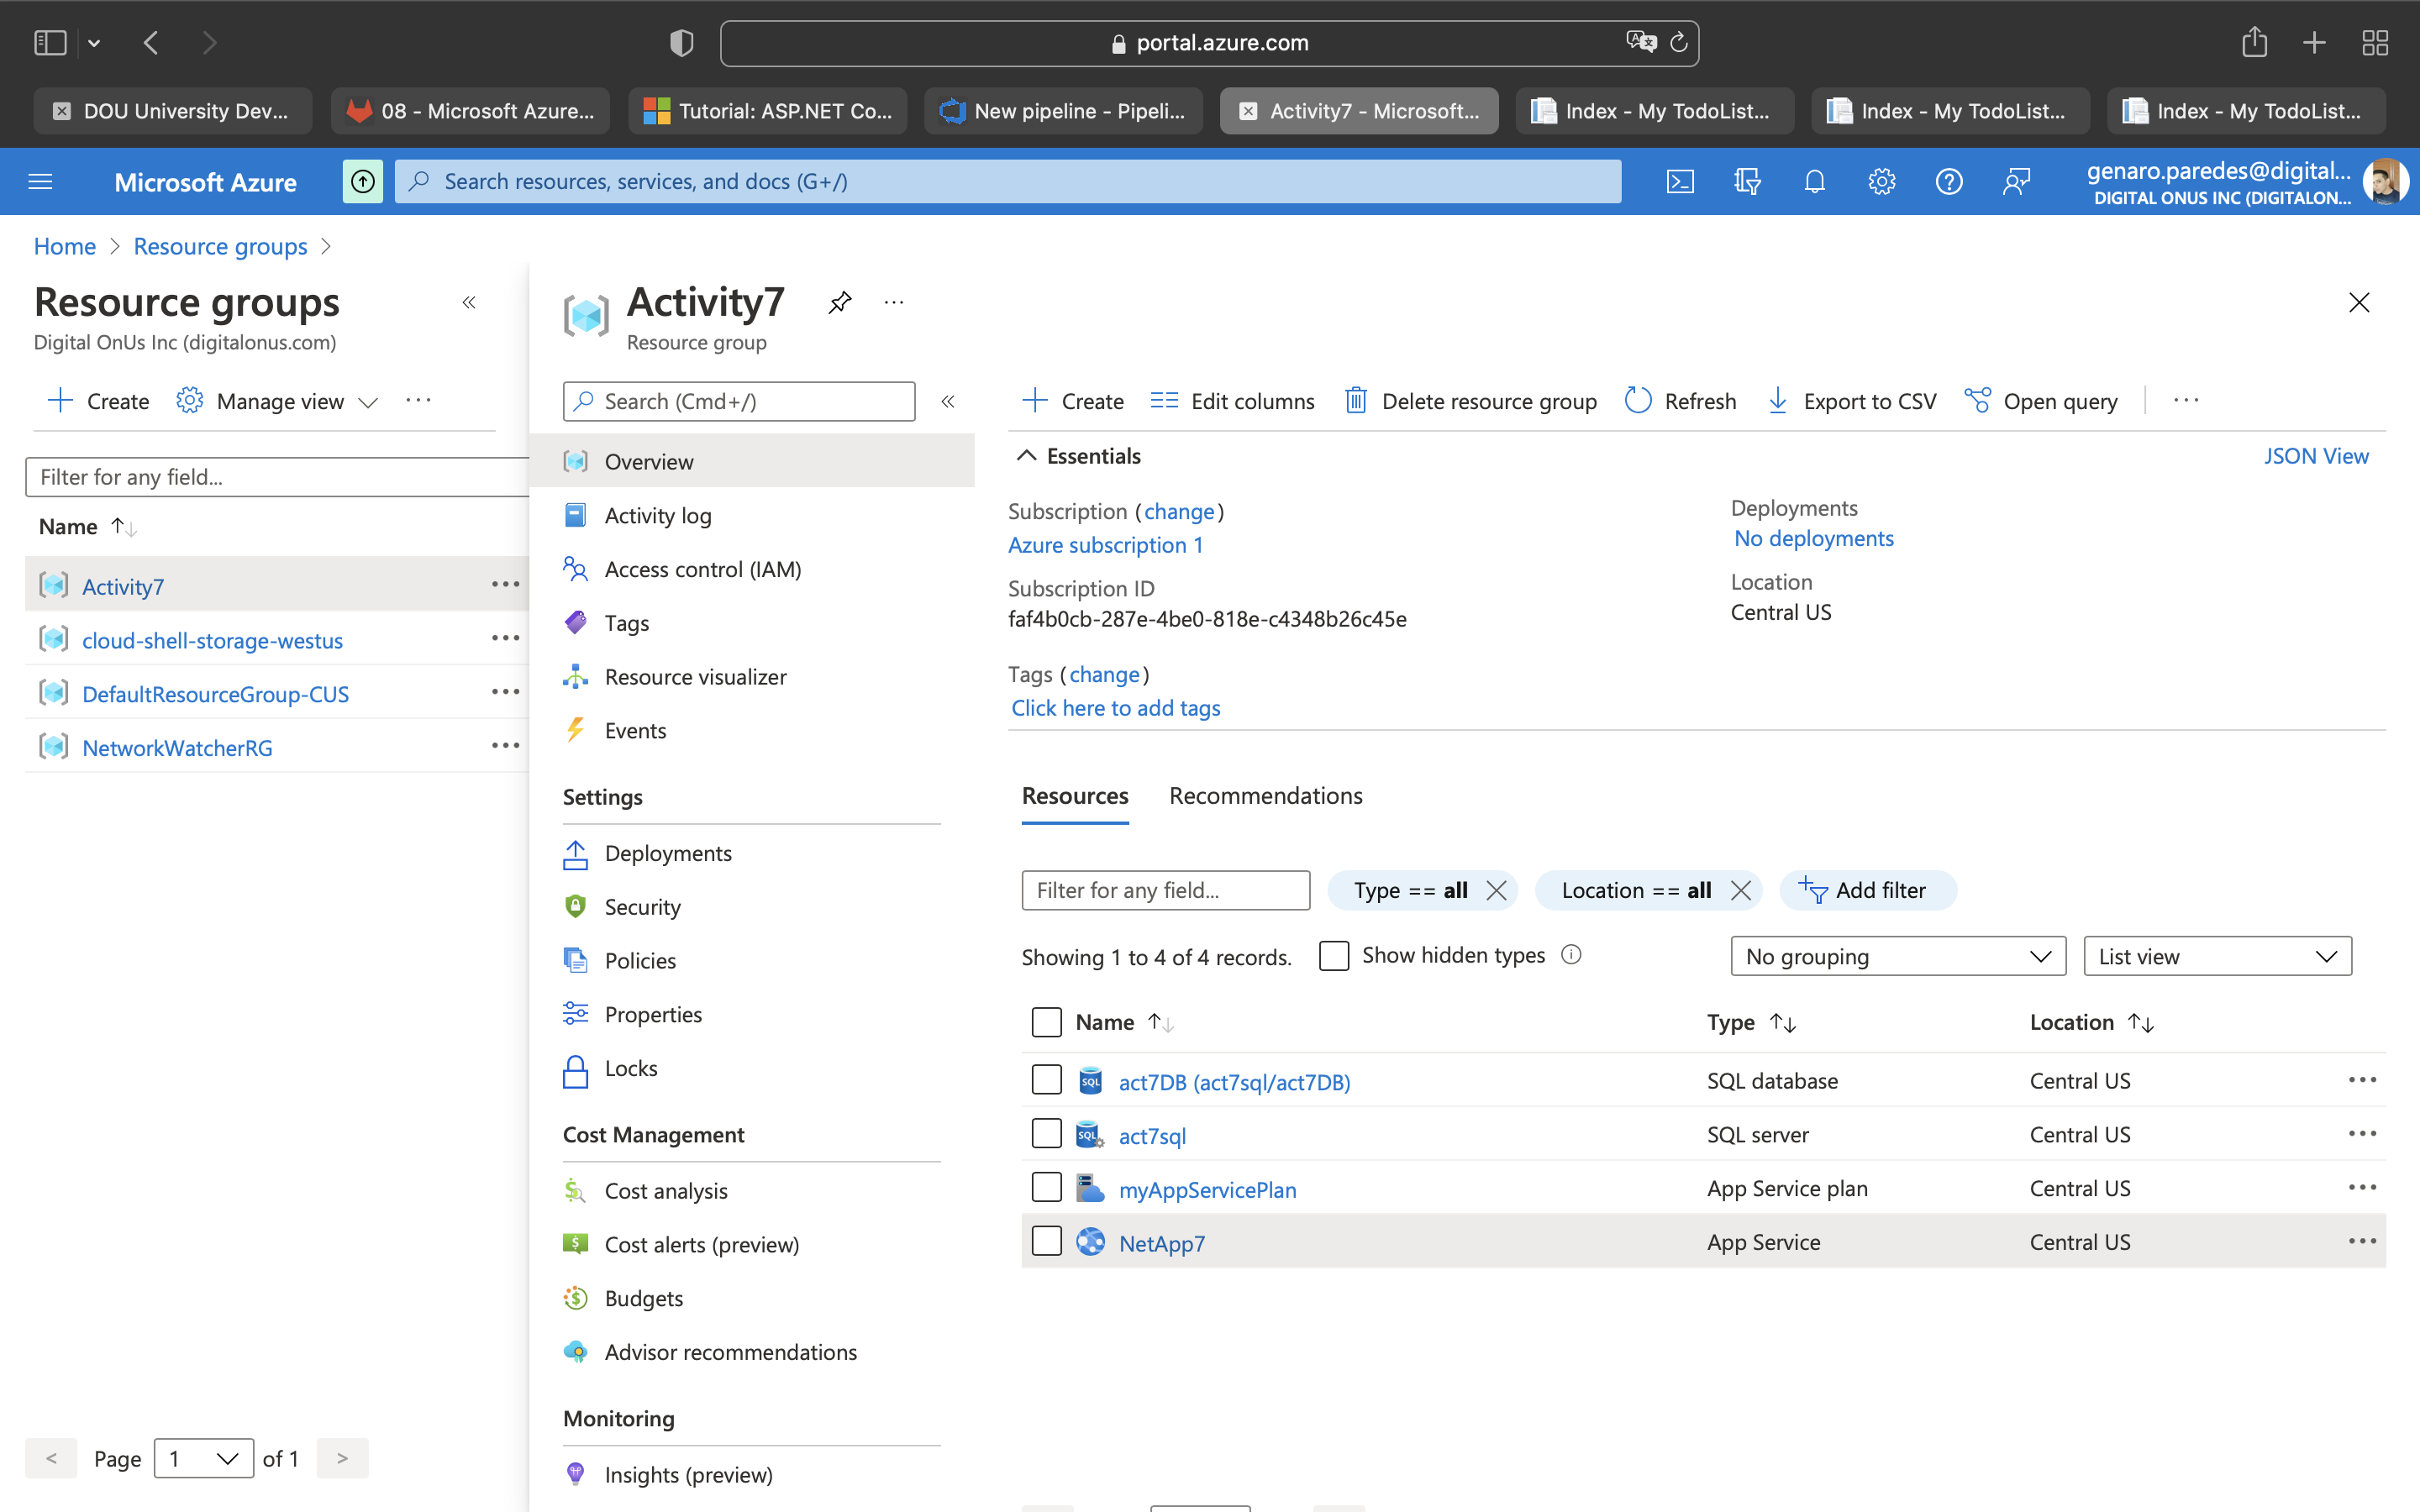 portal.azure.com
DOU University Dev...
08 - Microsoft Azure...
Tutorial: ASP.NET Co...
New pipeline - Pipeli...
Activity7 - Microsoft...
Index - My TodoList...
Index - My TodoList...
Index - My TodoList...
Microsoft Azure
Search resources, services, and docs (G+/)
genaro.paredes@digital...
DIGITAL ONUS INC (DIGITALON...
Home > Resource groups >
Resource groups
Digital OnUs Inc (digitalonus.com)
Create
Manage view
Filter for any field...
Name
Activity7
cloud-shell-storage-westus
DefaultResourceGroup-CUS
NetworkWatcherRG
< Page 1 of 1 >
Activity7
Resource group
Search (Cmd+/)
Overview
Activity log
Access control (IAM)
Tags
Resource visualizer
Events
Settings
Deployments
Security
Policies
Properties
Locks
Cost Management
Cost analysis
Cost alerts (preview)
Budgets
Advisor recommendations
Monitoring
Insights (preview)
Create
Edit columns
Delete resource group
Refresh
Export to CSV
Open query
Essentials
JSON View
Subscription (change)
Azure subscription 1
Subscription ID
faf4b0cb-287e-4be0-818e-c4348b26c45e
Tags (change)
Click here to add tags
Deployments
No deployments
Location
Central US
Resources
Recommendations
Filter for any field...
Type == all
Location == all
Add filter
Showing 1 to 4 of 4 records.
Show hidden types
No grouping
List view
Name Type Location
act7DB (act7sql/act7DB) SQL database Central US
act7sql SQL server Central US
myAppServicePlan App Service plan Central US
NetApp7 App Service Central US